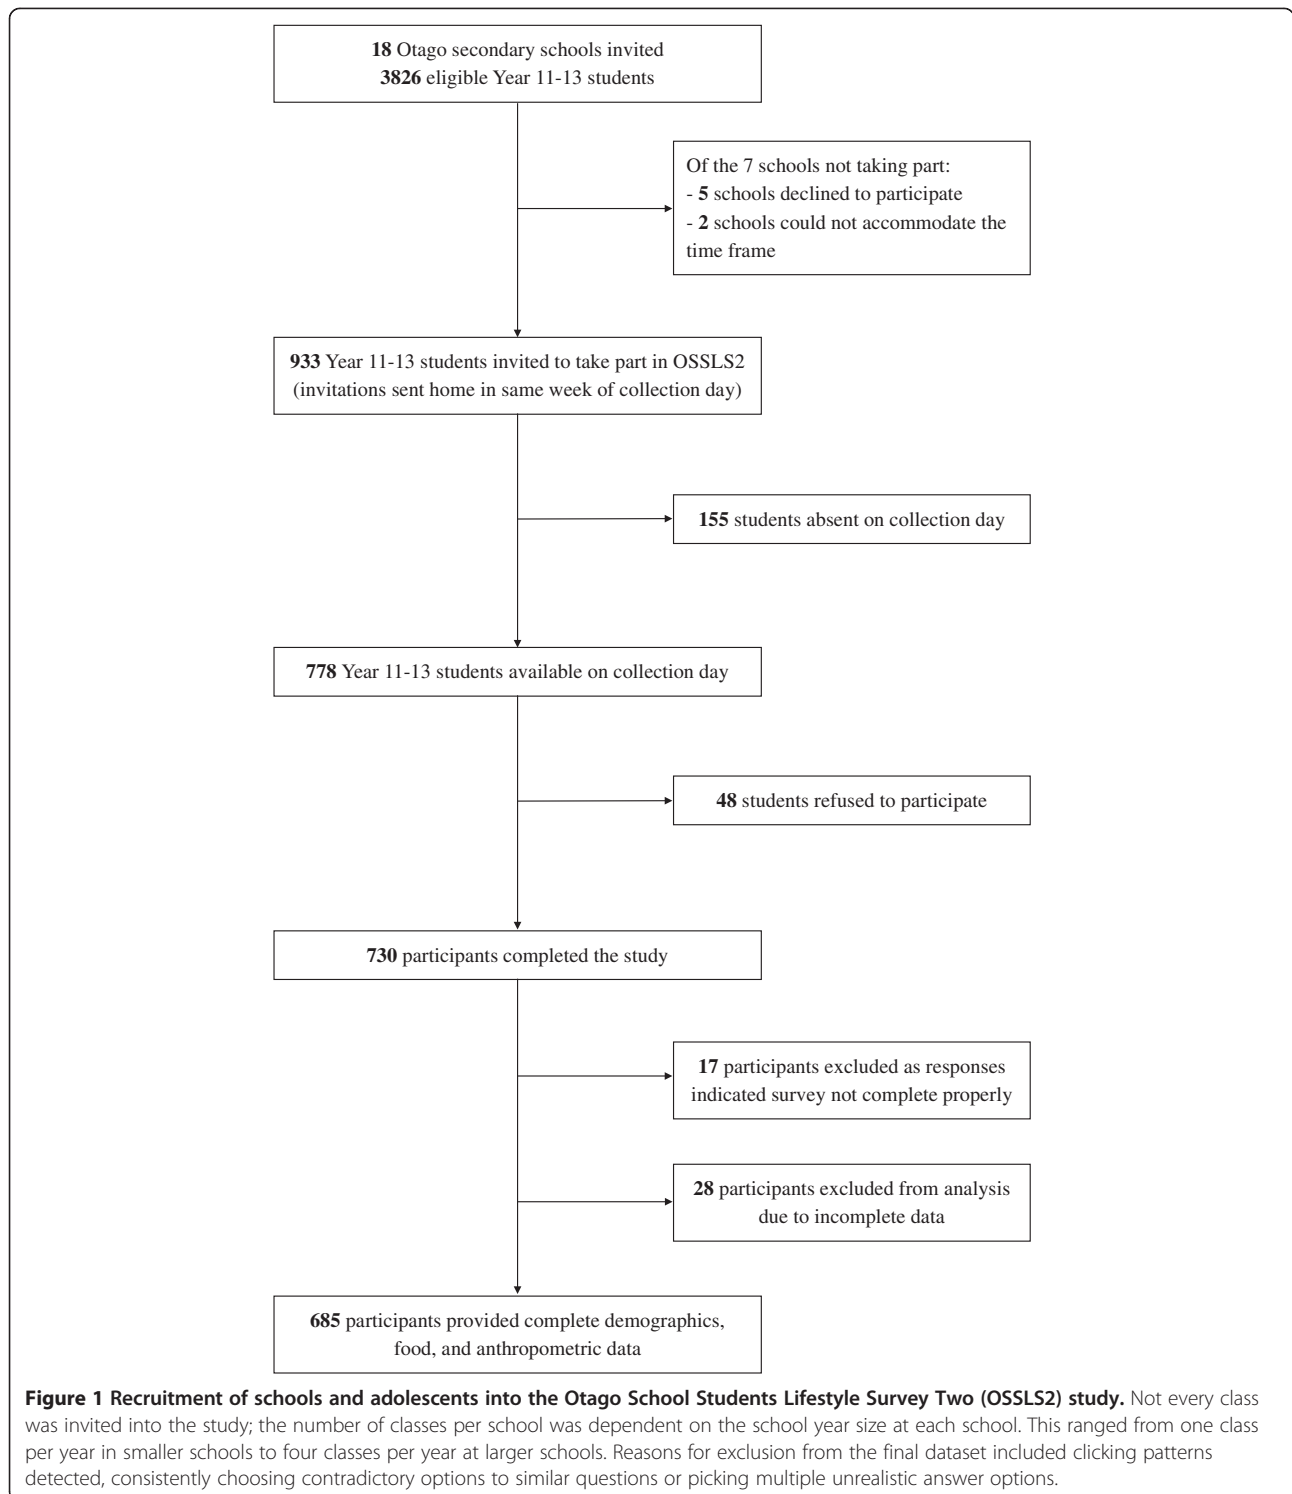 18 Otago secondary schools invited
3826 eligible Year 11-13 students
Of the 7 schools not taking part:
- 5 schools declined to participate
- 2 schools could not accommodate the
time frame
933 Year 11-13 students invited to take part in OSSLS2
(invitations sent home in same week of collection day)
155 students absent on collection day
778 Year 11-13 students available on collection day
48 students refused to participate
730 participants completed the study
17 participants excluded as responses
indicated survey not complete properly
28 participants excluded from analysis
due to incomplete data
685 participants provided complete demographics,
food, and anthropometric data
Figure 1 Recruitment of schools and adolescents into the Otago School Students Lifestyle Survey Two (OSSLS2) study. Not every class
was invited into the study; the number of classes per school was dependent on the school year size at each school. This ranged from one class
per year in smaller schools to four classes per year at larger schools. Reasons for exclusion from the final dataset included clicking patterns
detected, consistently choosing contradictory options to similar questions or picking multiple unrealistic answer options.